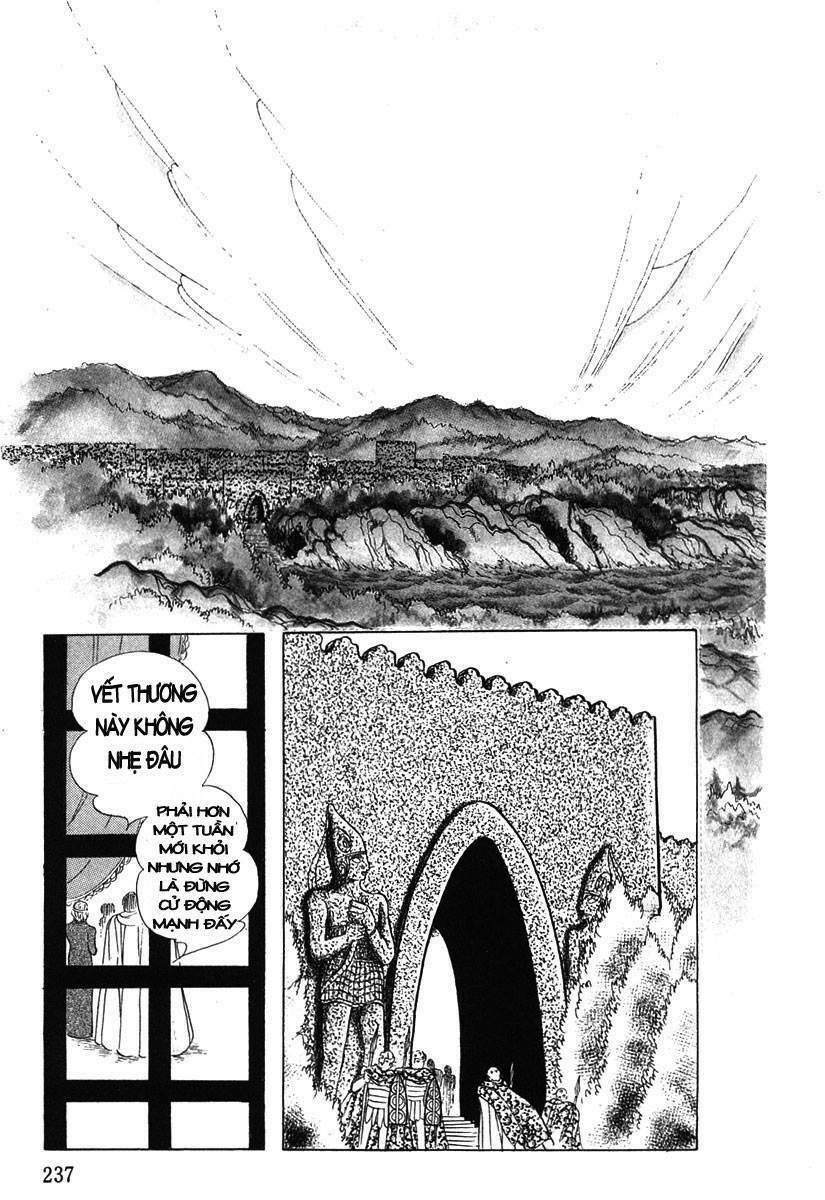 VẾT THƯƠNG
NÀY KHÔNG
NHẸ ĐÂU
PHẢI HƠN
MỘT TUẦN
MỚI KHỎI
NHƯNG NHỚ
LÀ ĐỪNG
CỬ ĐỘNG
MẠNH ĐẤY
237